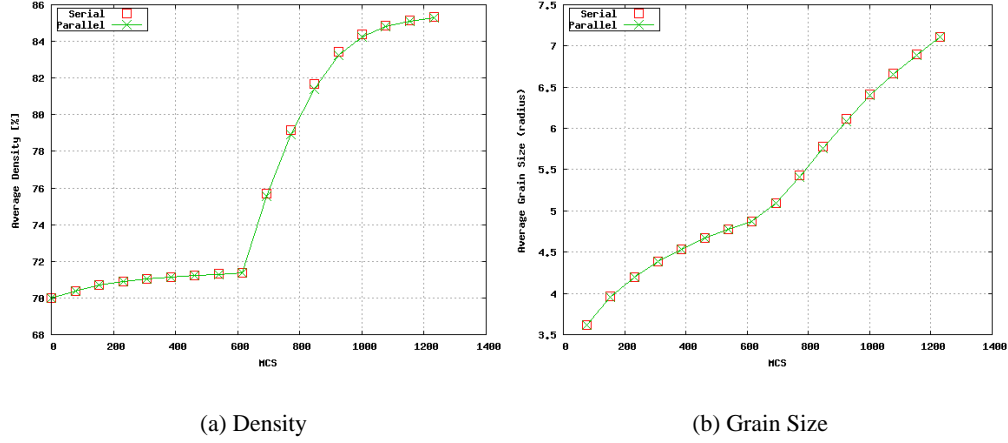 Serial
Parallel
86
84
82
80
78
76
74
72
70
68
Average Density [%]
0 200 400 600 800 1000 1200 1400
MCS
(a) Density
Serial
Parallel
7.5
7
6.5
6
5.5
5
4.5
4
3.5
Average Grain Size (radius)
0 200 400 600 800 1000 1200 1400
MCS
(b) Grain Size